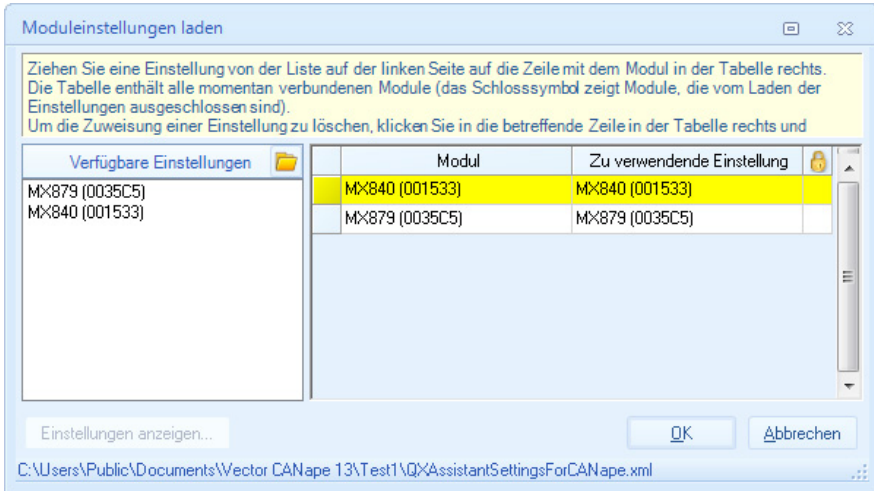 Moduleinstellungen laden
Ziehen Sie eine Einstellung von der Liste auf der linken Seite auf die Zeile mit dem Modul in der Tabelle rechts.
Die Tabelle enthält alle momentan verbundenen Module (das Schlosssymbol zeigt Module, die vom Laden der
Einstellungen ausgeschlossen sind).
Um die Zuweisung einer Einstellung zu löschen, klicken Sie in die betreffende Zeile in der Tabelle rechts und
Verfügbare Einstellungen
MX879 (0035C5)
MX840 (001533)
Modul Zu verwendende Einstellung
MX840 (001533) MX840 (001533)
MX879 (0035C5) MX879 (0035C5)
Einstellungen anzeigen...
OK
Abbrechen
C:\Users\Public\Documents\Vector CANape 13\Test1\QXAssistantSettingsForCANape.xml